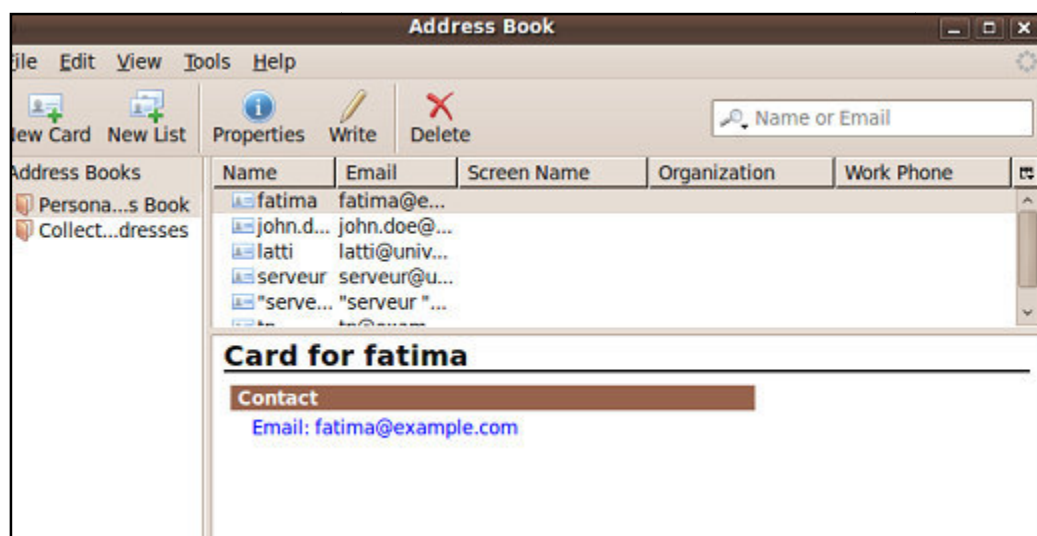 Address Book
ile Edit View Tools Help
New Card New List Properties Write Delete Name or Email
Address Books
Persona...s Book
Collect...dresses
Name Email Screen Name Organization Work Phone
fatima fatima@e...
john.d... john.doe@...
latti latti@univ...
serveur serveur@u...
"serve... "serveur "...
Card for fatima
Contact
Email: fatima@example.com